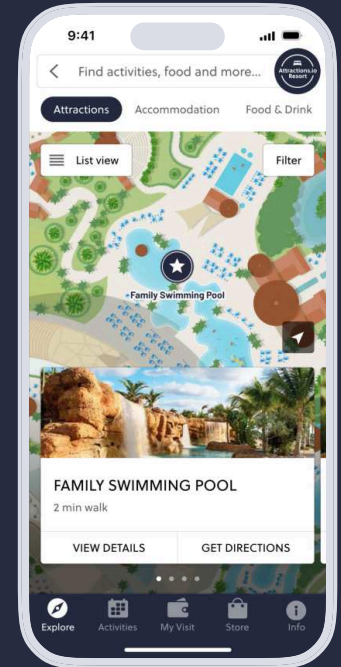 9:41
Find activities, food and more...
Attractions.io
Resort
Attractions
Accommodation
Food & Drink
List view
Filter
Family Swimming Pool
FAMILY SWIMMING POOL
2 min walk
VIEW DETAILS
GET DIRECTIONS
Explore
Activities
My Visit
Store
Info